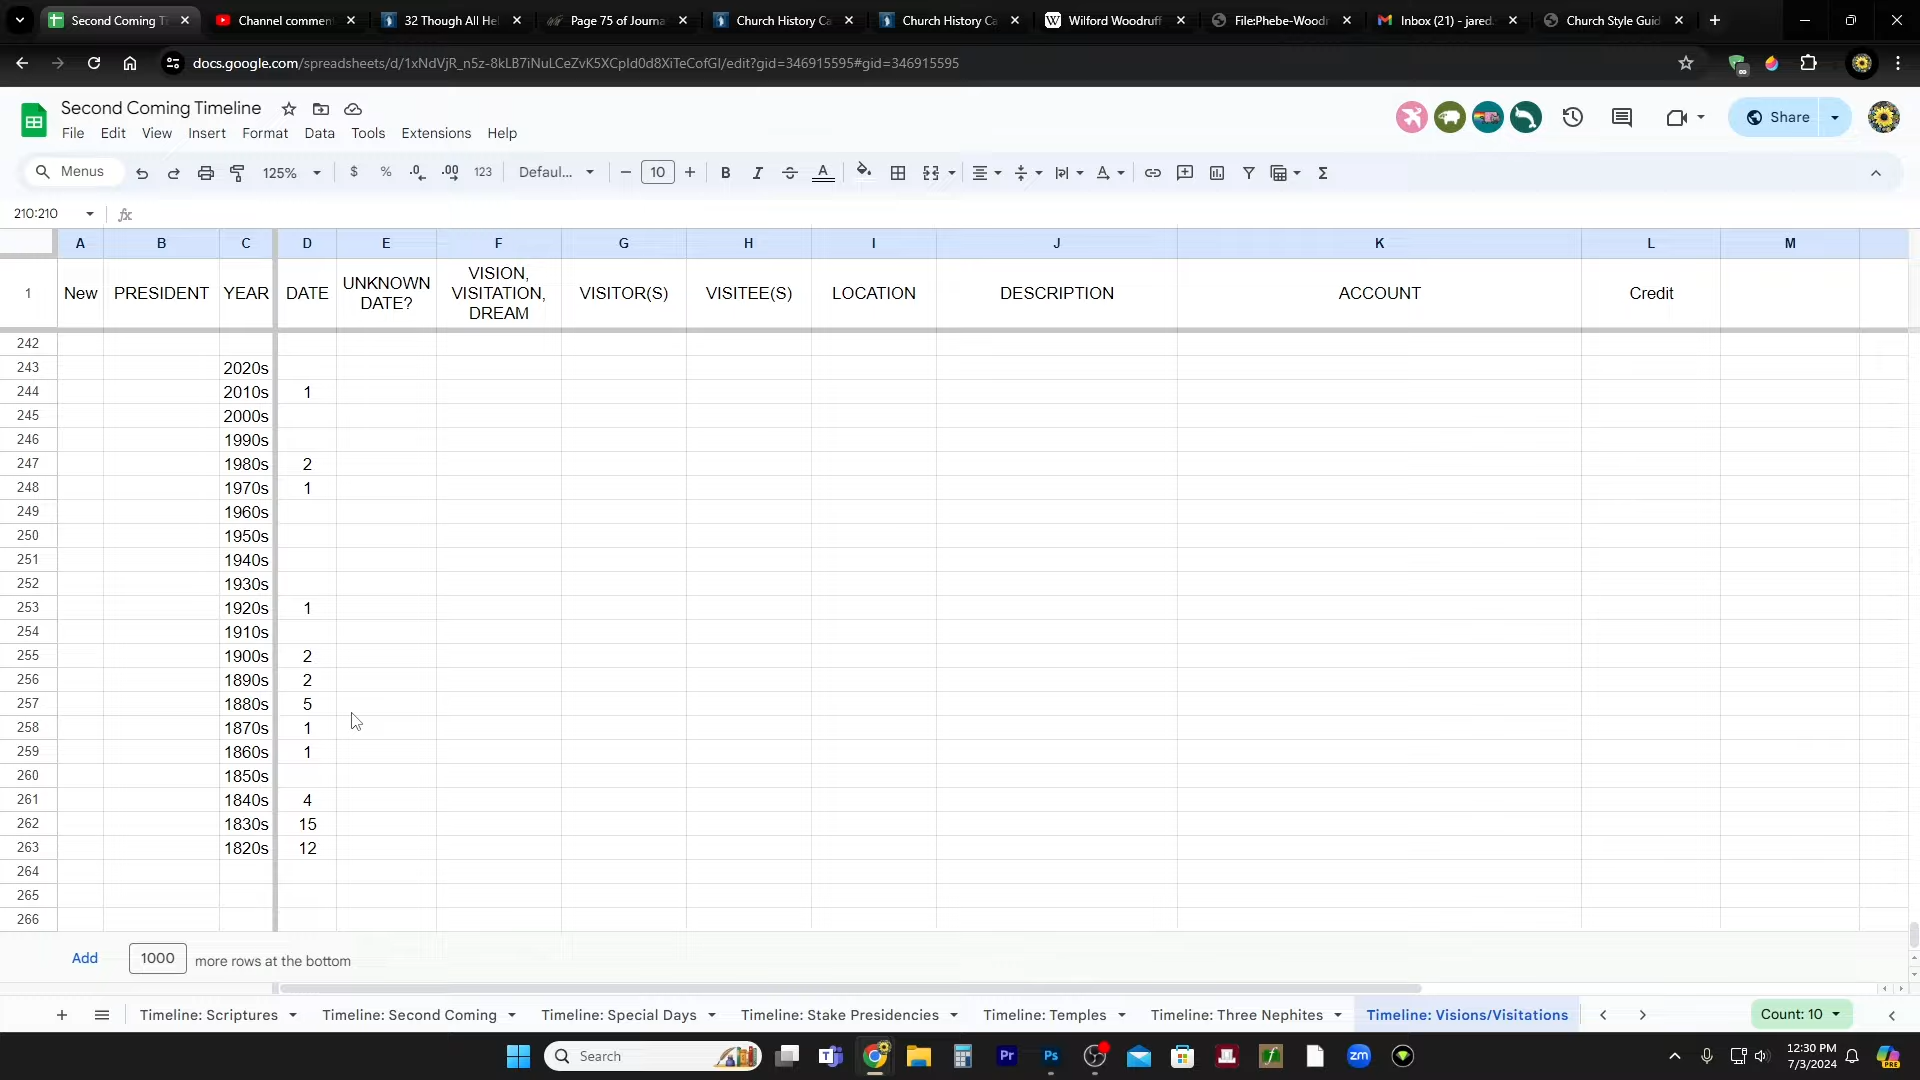 Second Coming Ti
Channel commen
32 Though All Hel
Page 75 of Journa
Church History Ca
Church History Ca
Wilford Woodruff
File:Phebe-Woodr
Inbox (21) - jared.
Church Style Guid
docs.google.com/spreadsheets/d/1xNdVjR_n5z-8kLB7iNuLCeZvK5XCpId0d8XiTeCofGI/edit?gid=346915595#gid=346915595
Second Coming Timeline
File Edit View Insert Format Data Tools Extensions Help
Share
Menus 125% $ % .0 .00 123 Defaul... 10 B I A
210:210 fx
A B C D E F G H I J K L M
1 New PRESIDENT YEAR DATE UNKNOWN DATE? VISION, VISITATION, DREAM VISITOR(S) VISITEE(S) LOCATION DESCRIPTION ACCOUNT Credit
242
243 2020s
244 2010s 1
245 2000s
246 1990s
247 1980s 2
248 1970s 1
249 1960s
250 1950s
251 1940s
252 1930s
253 1920s 1
254 1910s
255 1900s 2
256 1890s 2
257 1880s 5
258 1870s 1
259 1860s 1
260 1850s
261 1840s 4
262 1830s 15
263 1820s 12
264
265
266
Add 1000 more rows at the bottom
Timeline: Scriptures Timeline: Second Coming Timeline: Special Days Timeline: Stake Presidencies Timeline: Temples Timeline: Three Nephites Timeline: Visions/Visitations Count: 10
Search
Pr
Ps
zm
12:30 PM
7/3/2024
PRE